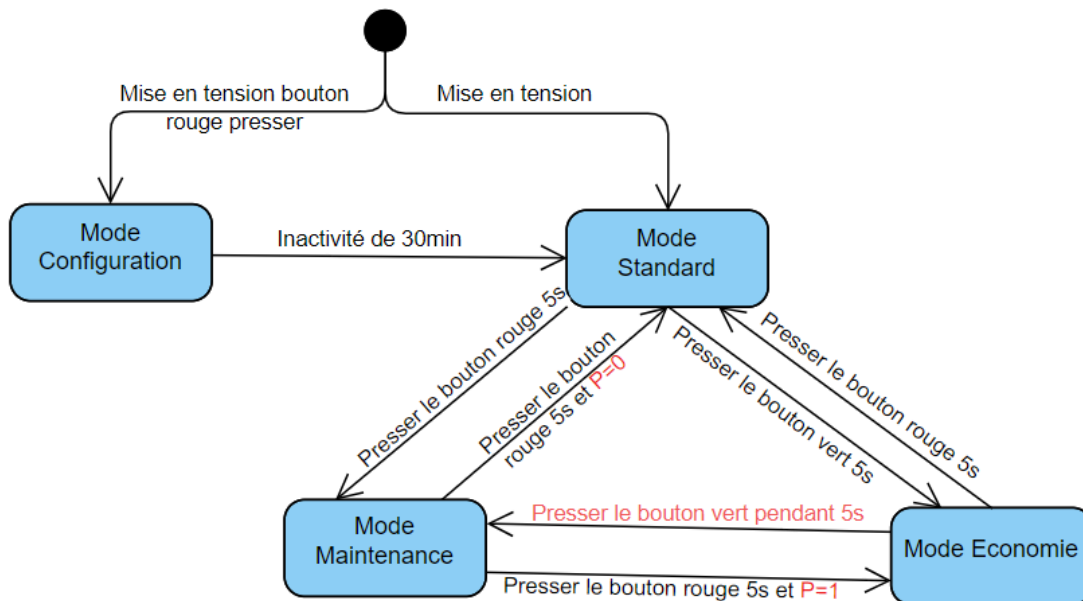 Mise en tension bouton
rouge presser
Mise en tension
Mode
Configuration
Inactivité de 30min
Mode
Standard
Presser le bouton rouge 5s
Presser le bouton
rouge 5s et P=0
Presser le bouton vert 5s
Presser le bouton rouge 5s
Mode
Maintenance
Presser le bouton vert pendant 5s
Mode Economie
Presser le bouton rouge 5s et P=1